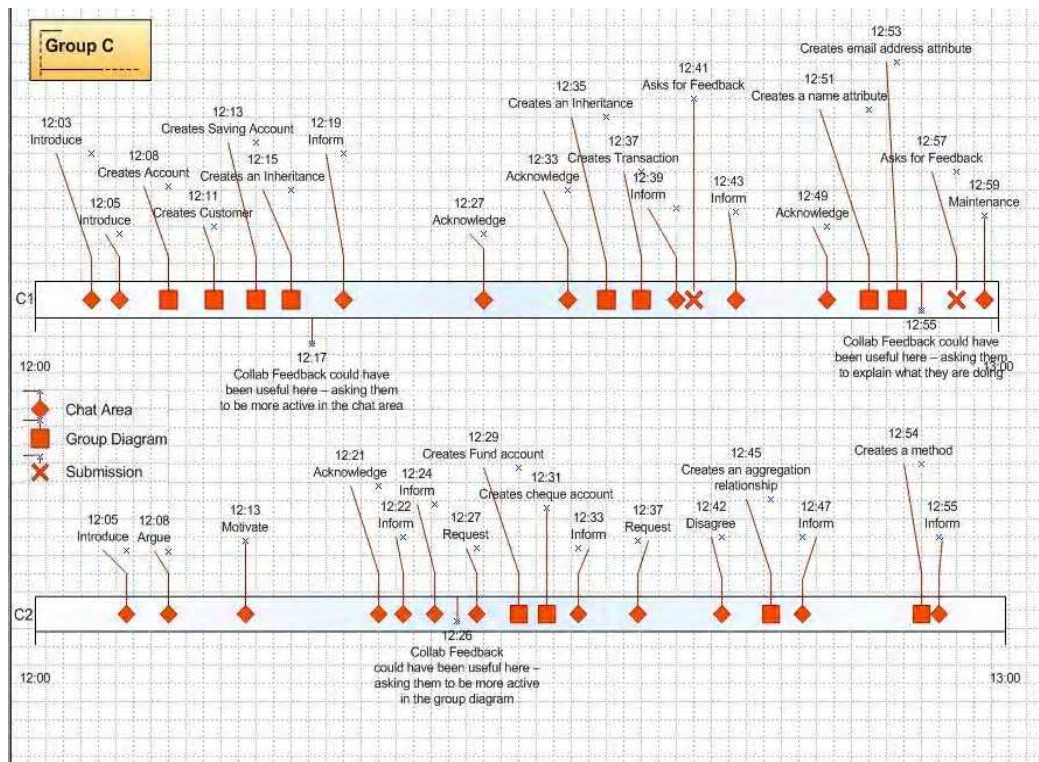 Group C
12:53
Creates email address attribute
12:41
Asks for Feedback
12:51
Creates a name attribute
12:35
Creates an Inheritance
12:13
Creates Saving Account
12:03
Introduce
12:19
Inform
12:37
Creates Transaction
12:57
Asks for Feedback
12:08
Creates Account
12:15
Creates an Inheritance
12:33
Acknowledge
12:39
Inform
12:43
Inform
12:59
Maintenance
12:05
Introduce
12:11
Creates Customer
12:27
Acknowledge
12:49
Acknowledge
C1
12:00
13:00
12:17
Collab Feedback could have
been useful here – asking them
to be more active in the chat area
12:55
Collab Feedback could have
been useful here – asking them
to explain what they are doing
Chat Area
Group Diagram
Submission
12:05
Introduce
12:08
Argue
12:13
Motivate
12:21
Acknowledge
12:22
Inform
12:24
Inform
12:27
Request
12:29
Creates Fund account
12:31
Creates cheque account
12:33
Inform
12:37
Request
12:42
Disagree
12:45
Creates an aggregation
relationship
12:47
Inform
12:54
Creates a method
12:55
Inform
C2
12:00
13:00
12:26
Collab Feedback
could have been useful here –
asking them to be more active
in the group diagram